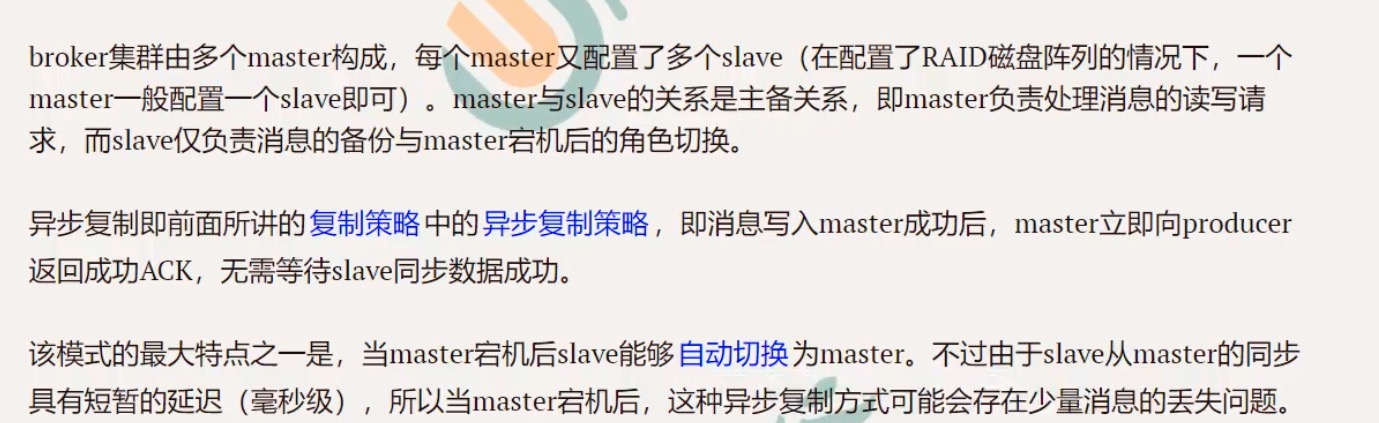 broker集群由多个master构成，每个master又配置了多个slave（在配置了RAID磁盘阵列的情况下，一个
master一般配置一个slave即可）。master与slave的关系是主备关系，即master负责处理消息的读写请
求，而slave仅负责消息的备份与master宕机后的角色切换。
异步复制即前面所讲的复制策略中的异步复制策略，即消息写入master成功后，master立即向producer
返回成功ACK，无需等待slave同步数据成功。
该模式的最大特点之一是，当master宕机后slave能够自动切换为master。不过由于slave从master的同步
具有短暂的延迟（毫秒级），所以当master宕机后，这种异步复制方式可能会存在少量消息的丢失问题。